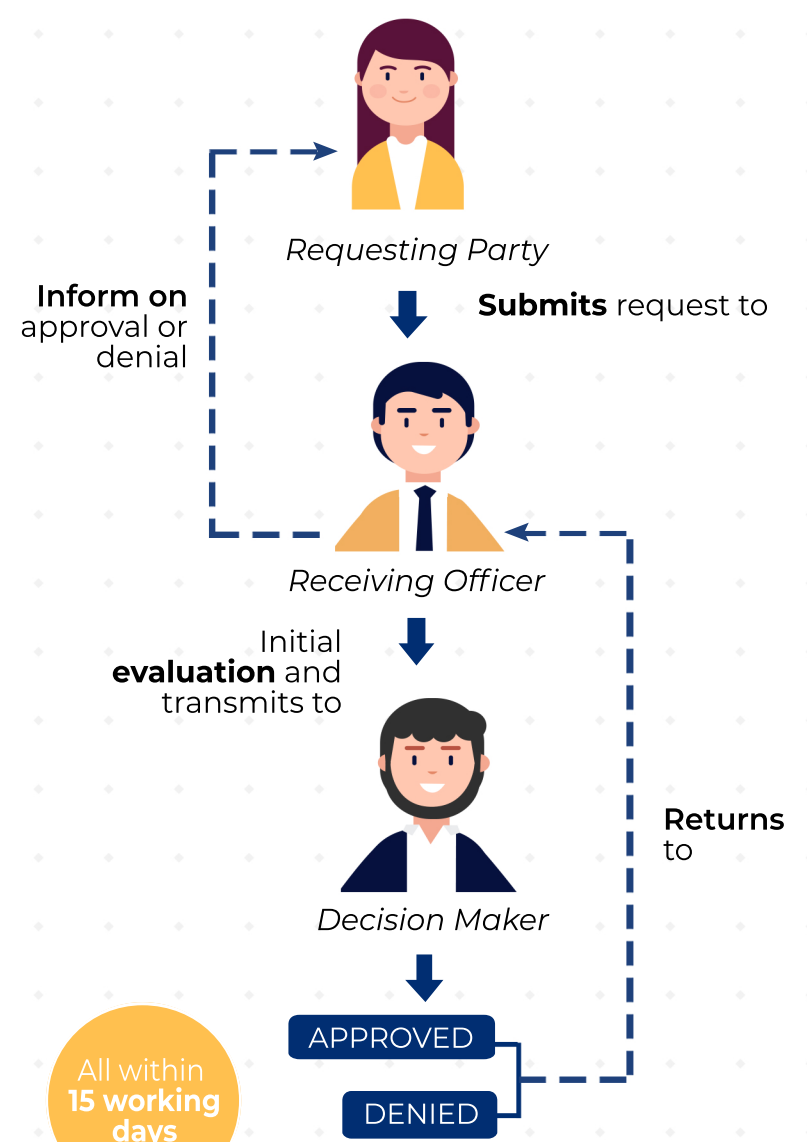 Requesting Party
Submits request to
Inform on
approval or
denial
Receiving Officer
Initial
evaluation and
transmits to
Returns
to
Decision Maker
APPROVED
DENIED
All within
15 working
days